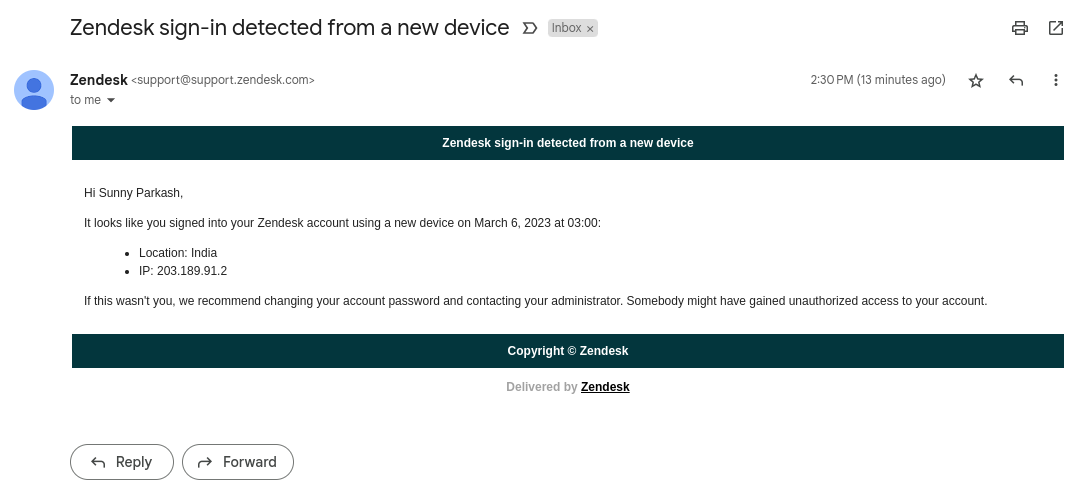 Zendesk sign-in detected from a new device Inbox ×
Zendesk <support@support.zendesk.com> 2:30 PM (13 minutes ago)
to me
Zendesk sign-in detected from a new device
Hi Sunny Parkash,
It looks like you signed into your Zendesk account using a new device on March 6, 2023 at 03:00:
• Location: India
• IP: 203.189.91.2
If this wasn't you, we recommend changing your account password and contacting your administrator. Somebody might have gained unauthorized access to your account.
Copyright © Zendesk
Delivered by Zendesk
Reply Forward